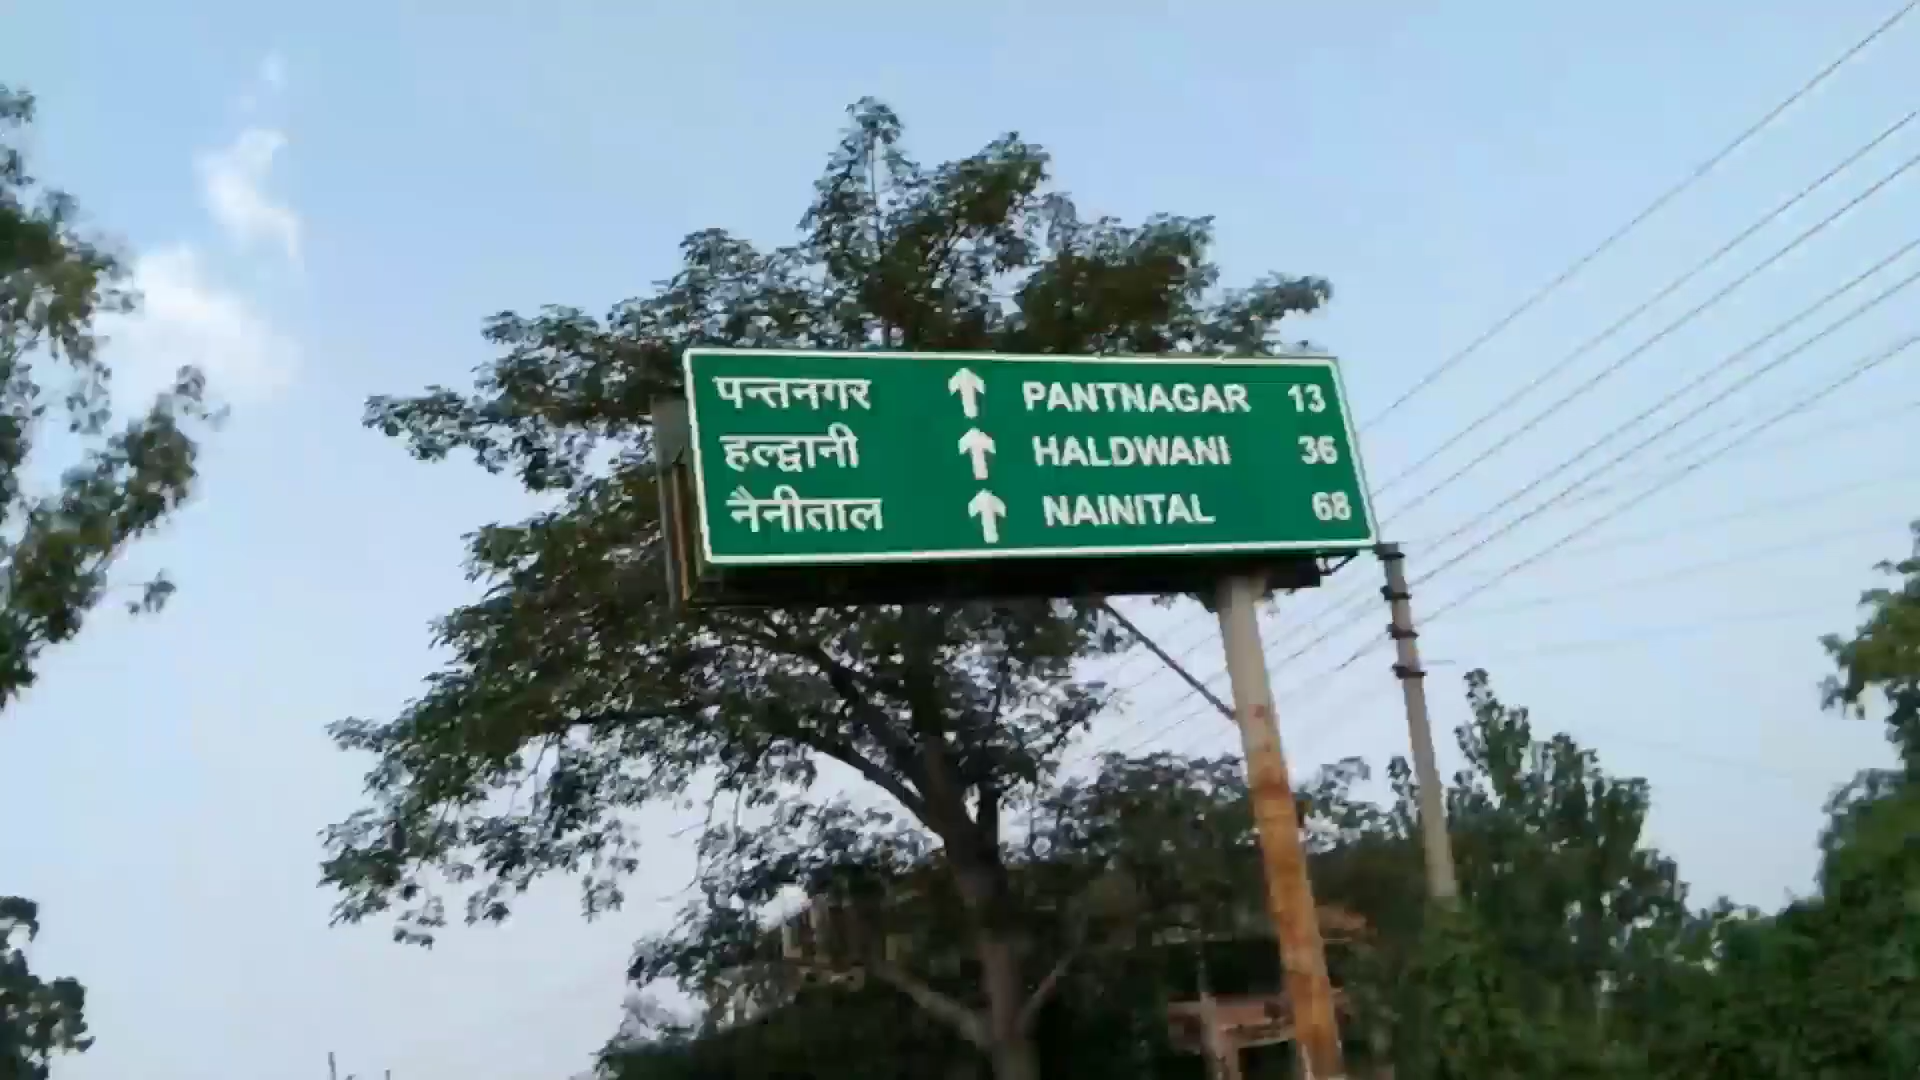 पन्तनगर ↑ PANTNAGAR 13
हल्द्वानी ↑ HALDWANI 36
नैनीताल ↑ NAINITAL 68